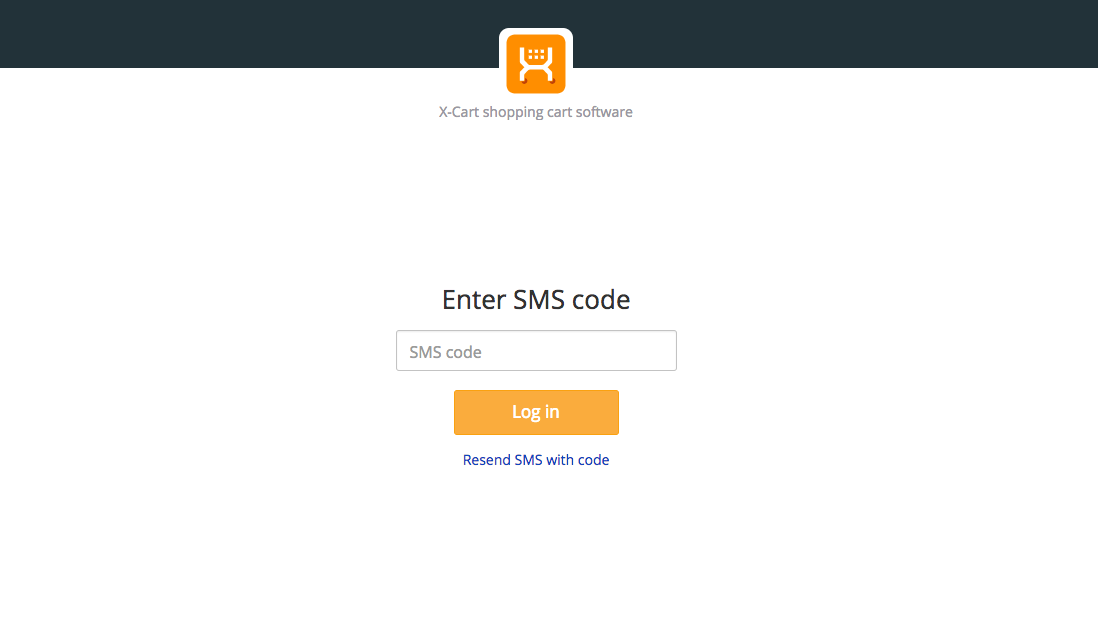 X-Cart shopping cart software
Enter SMS code
SMS code
Log in
Resend SMS with code